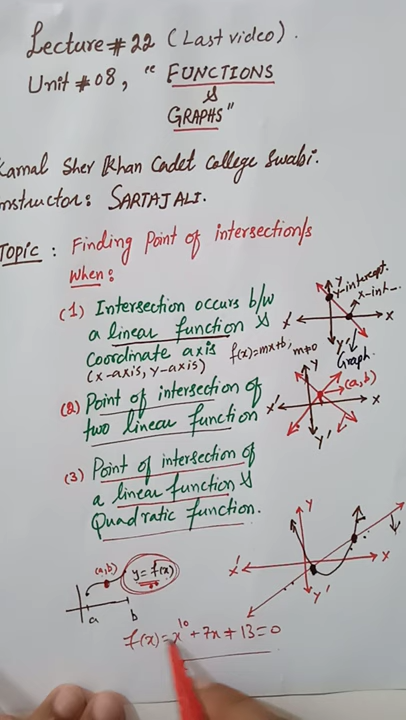 Lecture # 22 (Last video).
Unit # 08, "FUNCTIONS
&
GRAPHS"
Kamal Sher Khan Cadet College Swabi.
Instructor: SARTAJ ALI.
Topic: Finding Point of intersection/s
When:
(1) Intersection occurs b/w
a linear function &
coordinate axis
(x-axis, y-axis)
f(x)=mx+b; m≠0
Y y-intercept
x-int-
X' X
Y' Graph
(2) Point of intersection of
two linear function
Y
(a,b)
X' X
Y'
(3) Point of intersection of
a linear function &
Quadratic function.
Y
X' X
Y'
(a,b) y=f(x)
a b
f(x)=x¹⁰+7x+13=0